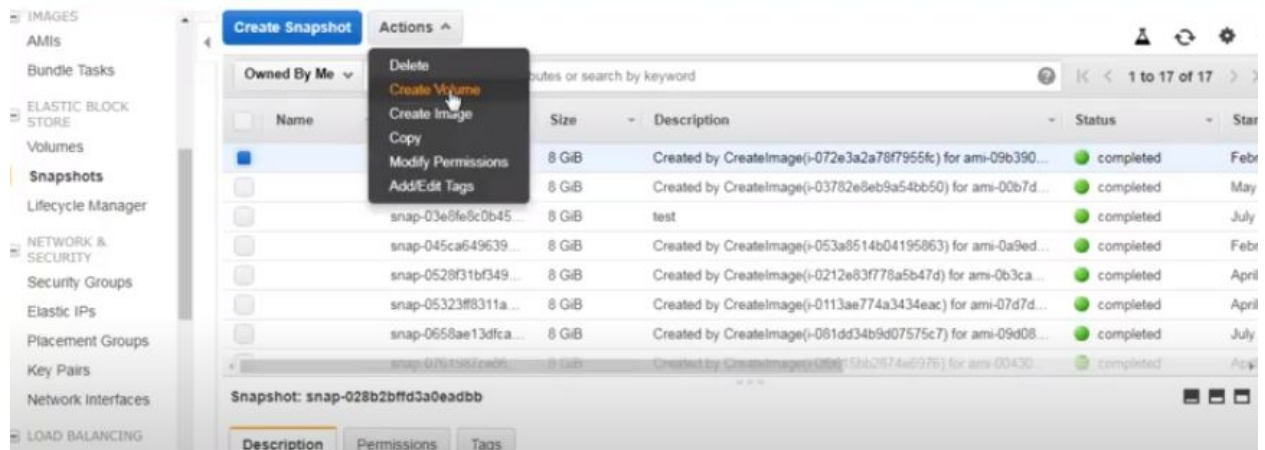 IMAGES
AMIs
Bundle Tasks
ELASTIC BLOCK
STORE
Volumes
Snapshots
Lifecycle Manager
NETWORK &
SECURITY
Security Groups
Elastic IPs
Placement Groups
Key Pairs
Network Interfaces
LOAD BALANCING
Create Snapshot Actions
Delete
Create Volume
Create Image
Copy
Modify Permissions
Add/Edit Tags
Owned By Me butes or search by keyword 1 to 17 of 17
Name Size Description Status Star
8 GiB Created by CreateImage(i-072e3a2a78f7955fc) for ami-09b390... completed Febr
8 GiB Created by CreateImage(i-03782e8eb9a54bb50) for ami-00b7d... completed May
snap-03e8fe8c0b45... 8 GiB test completed July
snap-045ca649639... 8 GiB Created by CreateImage(i-053a8514b04195863) for ami-0a9ed... completed Febr
snap-0528f31bf349... 8 GiB Created by CreateImage(i-0212e83f778a5b47d) for ami-0b3ca... completed April
snap-05323ff8311a... 8 GiB Created by CreateImage(i-0113ae774a3434eac) for ami-07d7d... completed April
snap-0658ae13dfca... 8 GiB Created by CreateImage(i-081dd34b9d07575c7) for ami-09d08... completed July
8 GiB for ami-00430... completed
Snapshot: snap-028b2bffd3a0eadbb
Description Permissions Tags